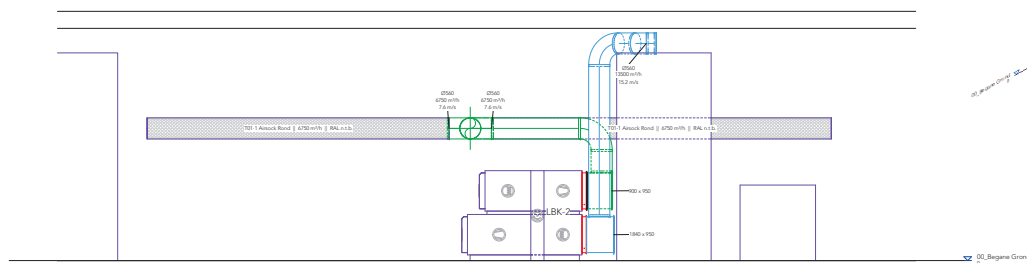 Ø560
13500 m³/h
15.2 m/s
00_Begane Grond
0
Ø560
6750 m³/h
7.6 m/s
Ø560
6750 m³/h
7.6 m/s
T01-1 Airsock Rond || 6750 m³/h || RAL n.t.b.
T01-1 Airsock Rond || 6750 m³/h || RAL n.t.b.
900 x 950
LBK-2
1840 x 950
00_Begane Gron
0